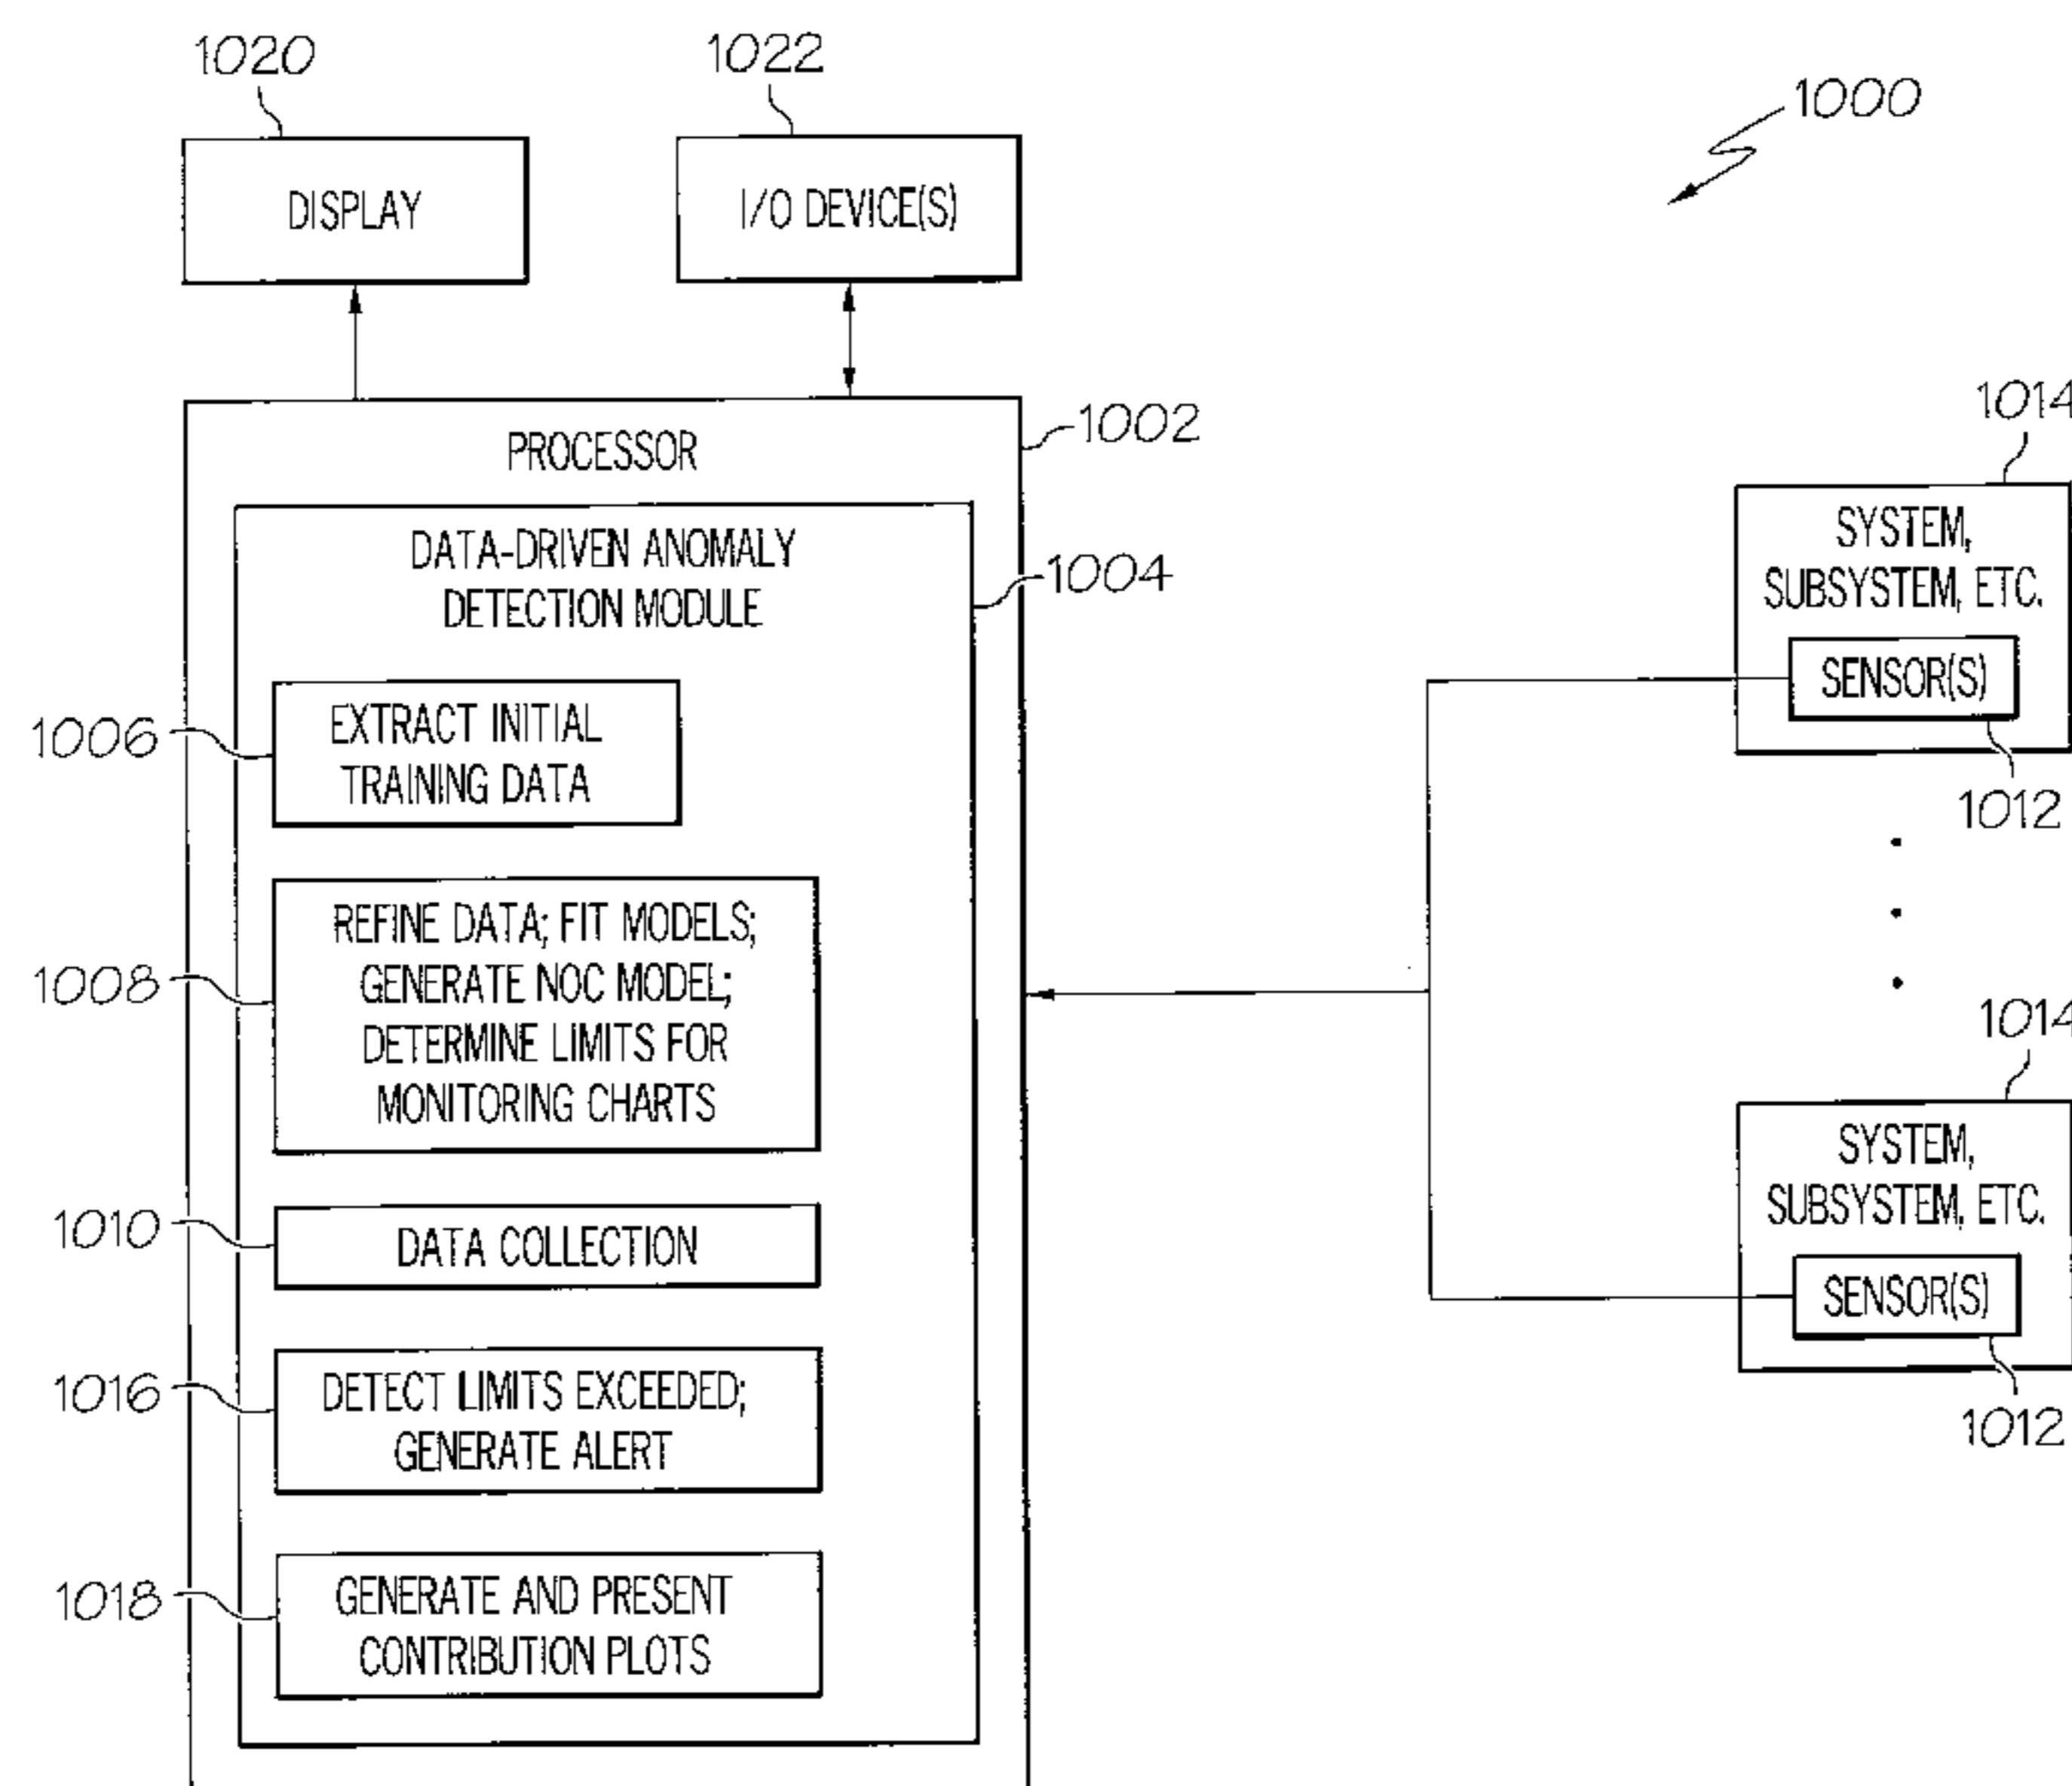 1020
1022
1000
DISPLAY
I/O DEVICE(S)
1002
PROCESSOR
DATA-DRIVEN ANOMALY
DETECTION MODULE
1004
1006
EXTRACT INITIAL
TRAINING DATA
1008
REFINE DATA; FIT MODELS;
GENERATE NOC MODEL;
DETERMINE LIMITS FOR
MONITORING CHARTS
1010
DATA COLLECTION
1016
DETECT LIMITS EXCEEDED;
GENERATE ALERT
1018
GENERATE AND PRESENT
CONTRIBUTION PLOTS
1014
SYSTEM,
SUBSYSTEM, ETC.
SENSOR(S)
1012
1014
SYSTEM,
SUBSYSTEM, ETC.
SENSOR(S)
1012